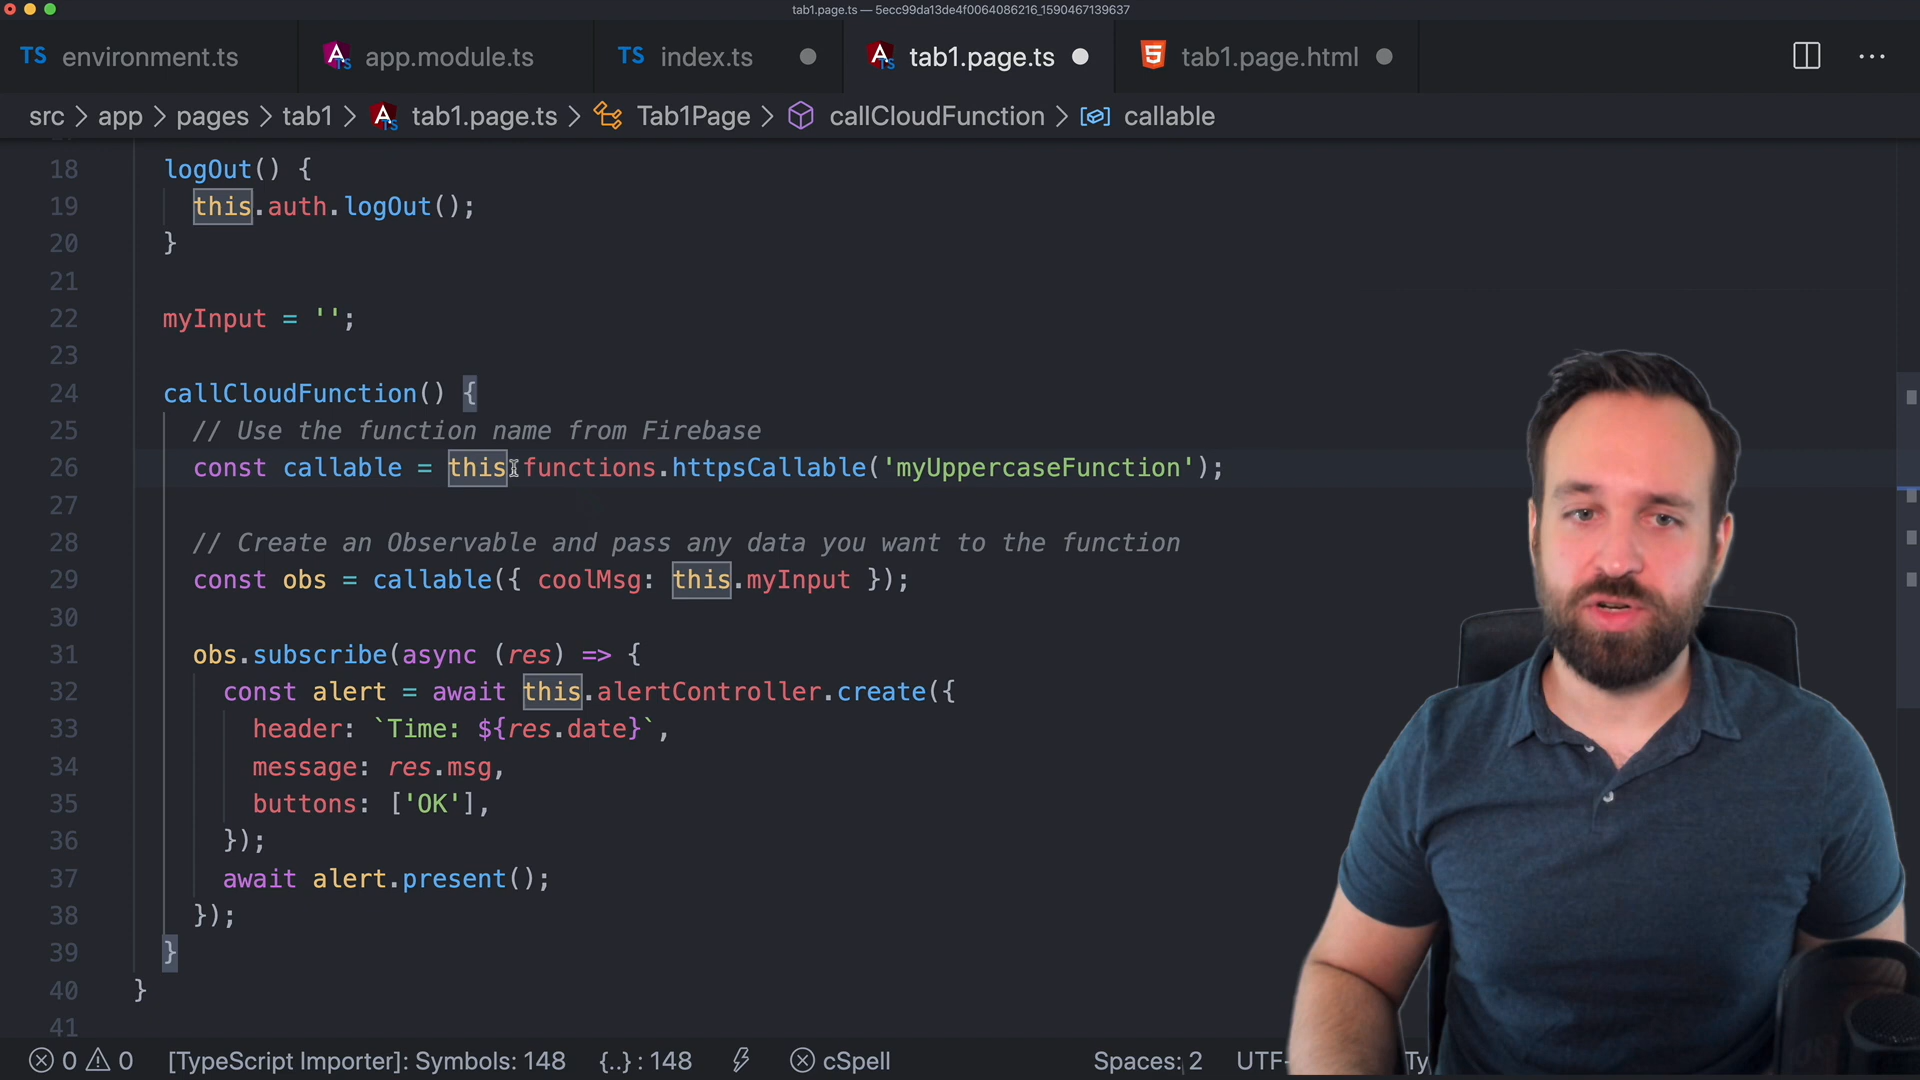 tab1.page.ts — 5ecc99da13de4f0064086216_1590467139637
TS environment.ts app.module.ts TS index.ts tab1.page.ts tab1.page.html ...
src > app > pages > tab1 > tab1.page.ts > Tab1Page > callCloudFunction > callable
18 logOut() {
19 this.auth.logOut();
20 }
21
22 myInput = '';
23
24 callCloudFunction() {
25 // Use the function name from Firebase
26 const callable = this.functions.httpsCallable('myUppercaseFunction');
27
28 // Create an Observable and pass any data you want to the function
29 const obs = callable({ coolMsg: this.myInput });
30
31 obs.subscribe(async (res) => {
32 const alert = await this.alertController.create({
33 header: `Time: ${res.date}`,
34 message: res.msg,
35 buttons: ['OK'],
36 });
37 await alert.present();
38 });
39 }
40 }
41
0 0 [TypeScript Importer]: Symbols: 148 {..} : 148 cSpell Spaces: 2 UTF- Ty